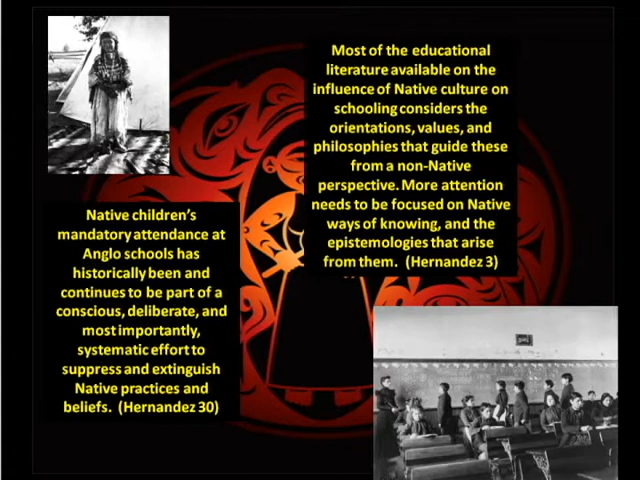 Most of the educational
literature available on the
influence of Native culture on
schooling considers the
orientations, values, and
philosophies that guide these
from a non-Native
perspective. More attention
needs to be focused on Native
ways of knowing, and the
epistemologies that arise
from them. (Hernandez 3)
Native children's
mandatory attendance at
Anglo schools has
historically been and
continues to be part of a
conscious, deliberate, and
most importantly,
systematic effort to
suppress and extinguish
Native practices and
beliefs. (Hernandez 30)